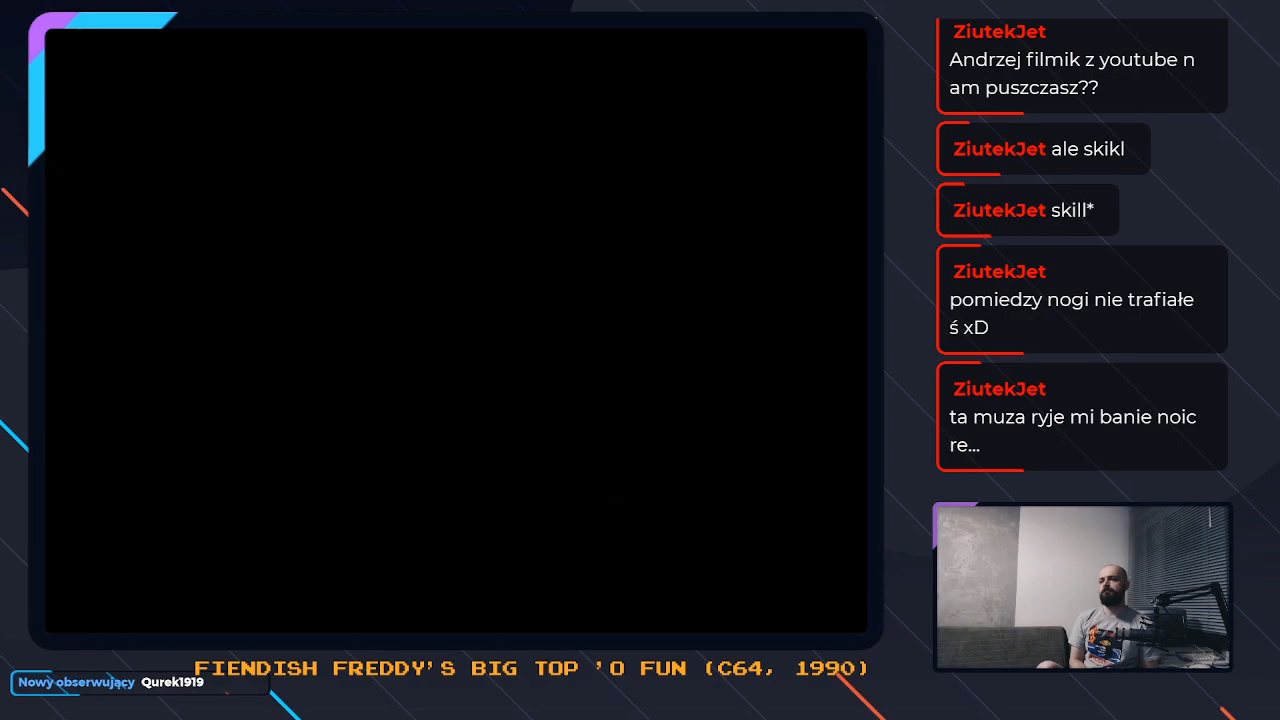 ZiutekJet
Andrzej filmik z youtube n
am puszczasz??
ZiutekJet ale skikl
ZiutekJet skill*
ZiutekJet
pomiedzy nogi nie trafiałe
ś xD
ZiutekJet
ta muza ryje mi banie noic
re...
FIENDISH FREDDY'S BIG TOP 'O FUN (C64, 1990)
Nowy obserwujący Qurek1919